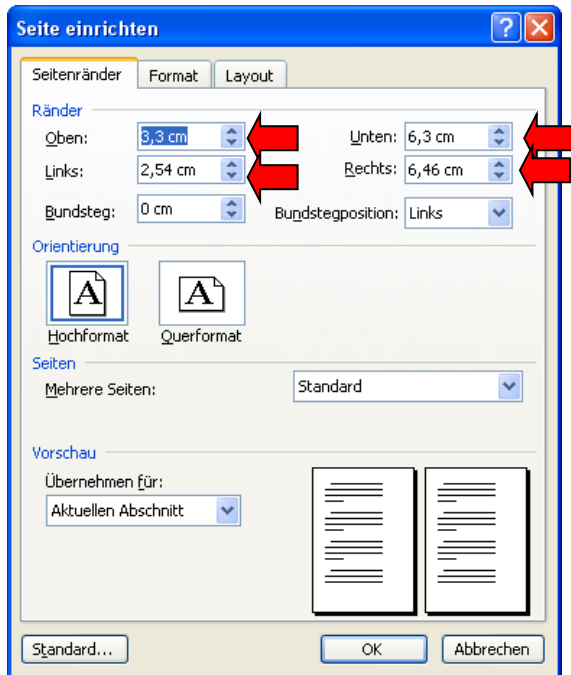 Seite einrichten
Seitenränder Format Layout
Ränder
Oben: 3,3 cm Unten: 6,3 cm
Links: 2,54 cm Rechts: 6,46 cm
Bundsteg: 0 cm Bundstegposition: Links
Orientierung
A A
Hochformat Querformat
Seiten
Mehrere Seiten: Standard
Vorschau
Übernehmen für:
Aktuellen Abschnitt
Standard... OK Abbrechen